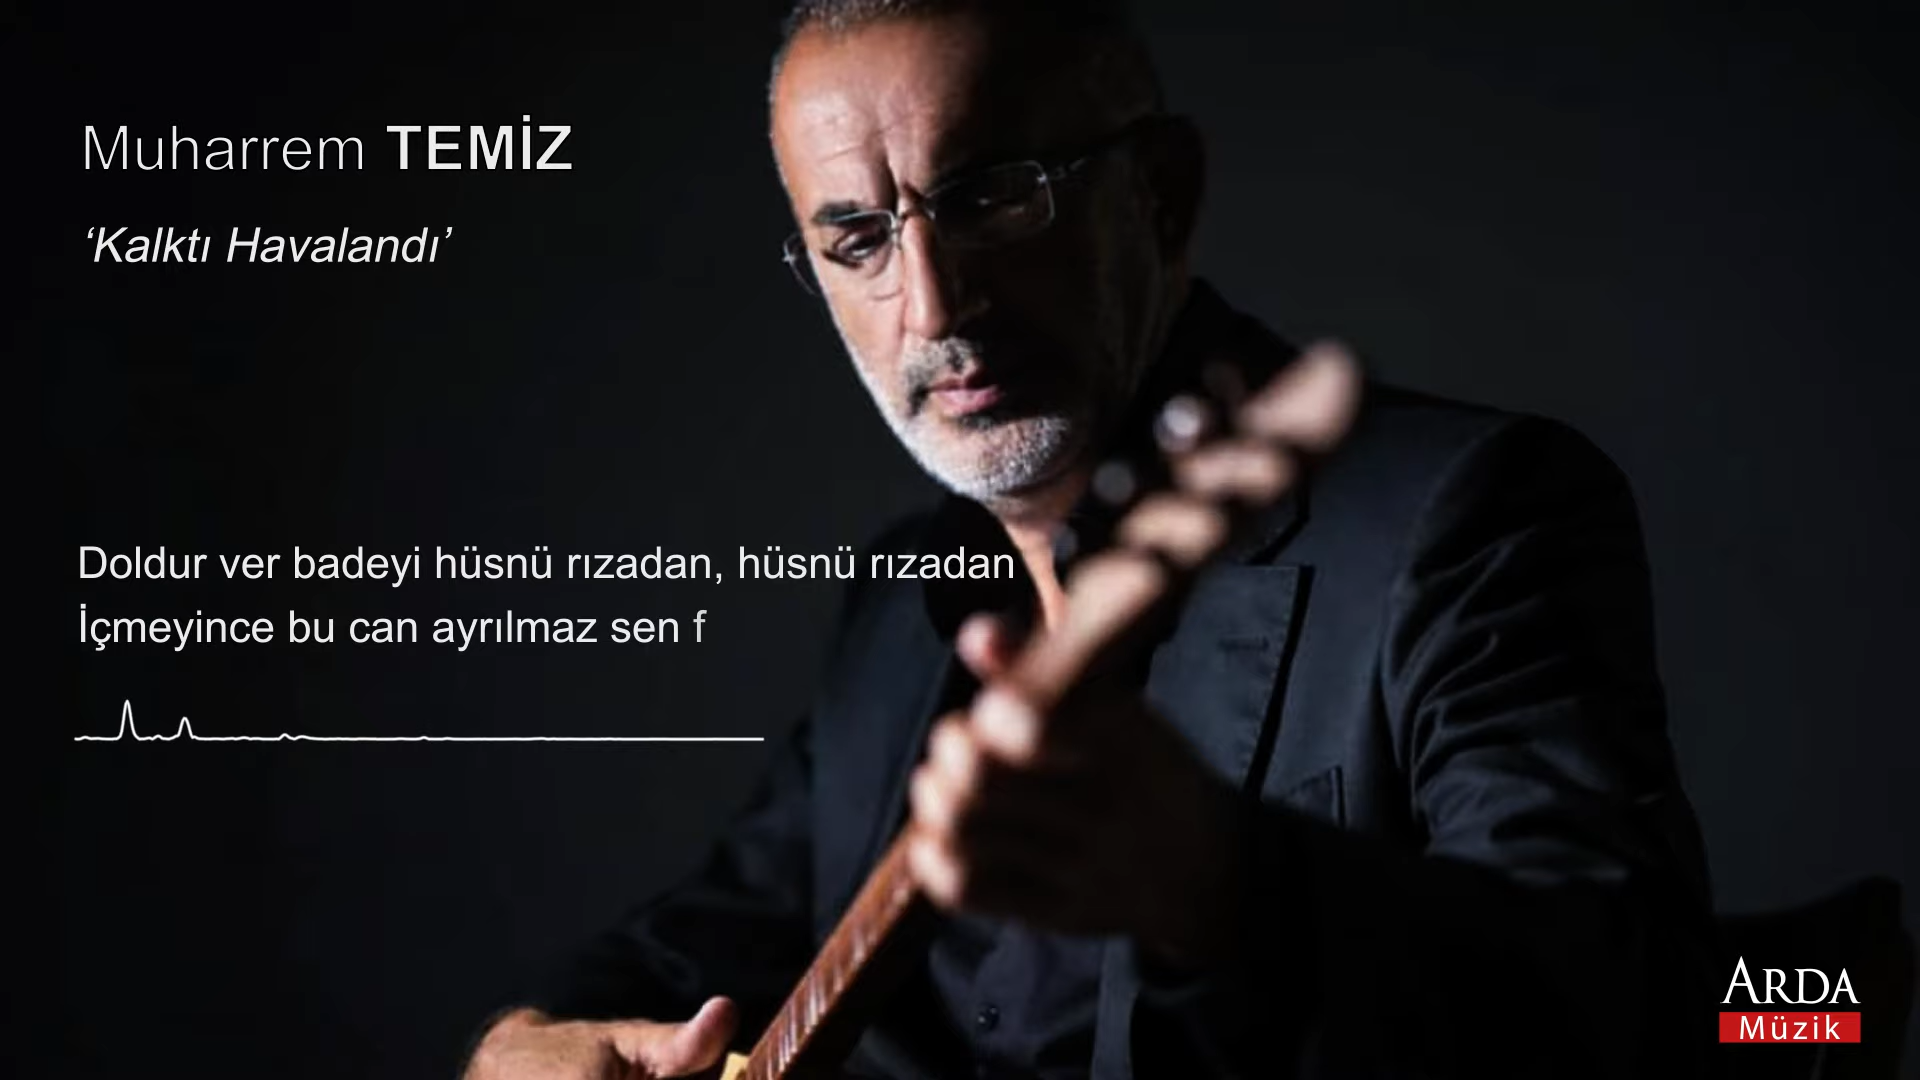 Muharrem TEMİZ
‘Kalktı Havalandı’
Doldur ver badeyi hüsnü rızadan, hüsnü rızadan
İçmeyince bu can ayrılmaz sen f
ARDA
Müzik